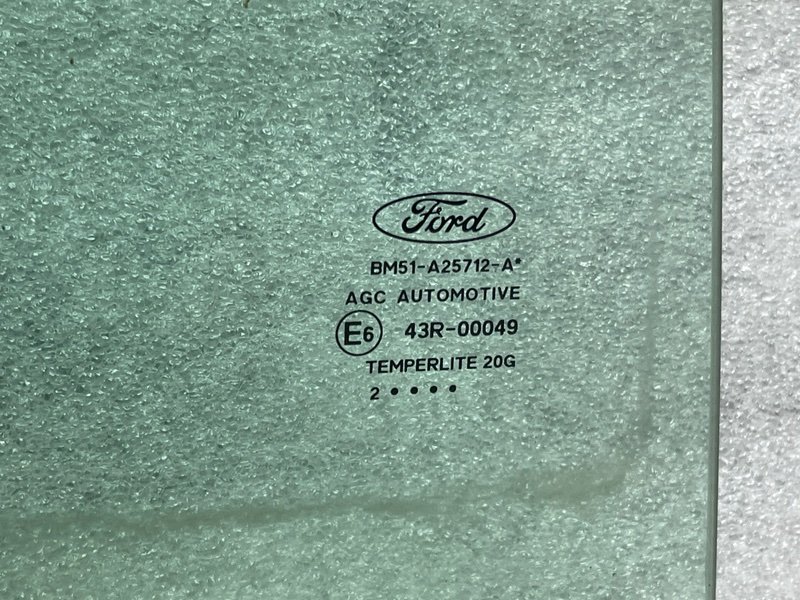 Ford
BM51-A25712-A*
AGC AUTOMOTIVE
E6 43R-00049
TEMPERLITE 20G
2 • • • •